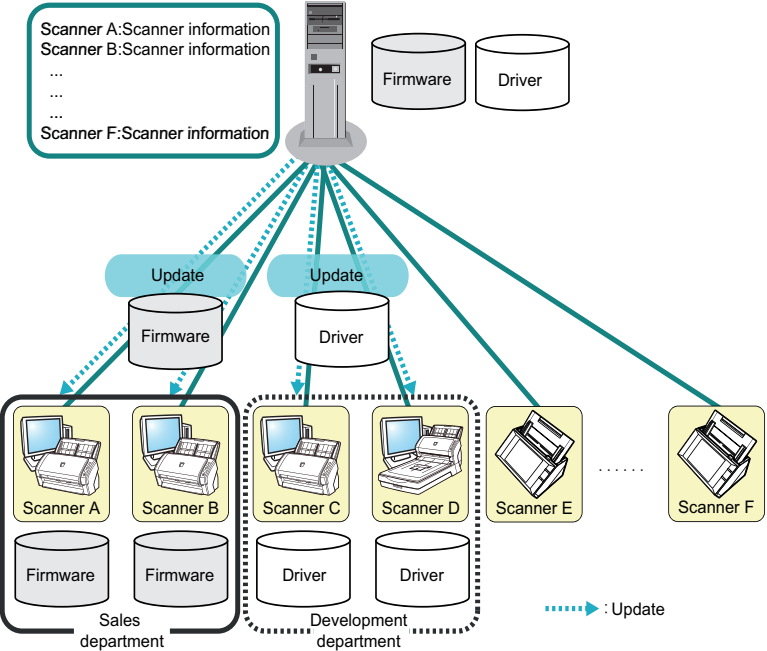 Scanner A:Scanner information
Scanner B:Scanner information
...
...
...
Scanner F:Scanner information
Firmware
Driver
Update
Update
Firmware
Driver
Scanner A
Scanner B
Scanner C
Scanner D
Scanner E
......
Scanner F
Firmware
Firmware
Driver
Driver
Sales
department
Development
department
: Update